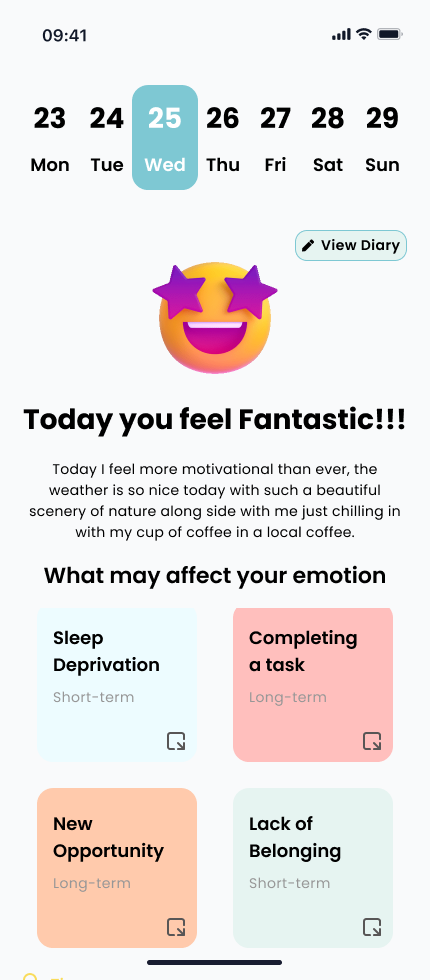 09:41
23 24 25 26 27 28 29
Mon Tue Wed Thu Fri Sat Sun
View Diary
Today you feel Fantastic!!!
Today I feel more motivational than ever, the
weather is so nice today with such a beautiful
scenery of nature along side with me just chilling in
with my cup of coffee in a local coffee.
What may affect your emotion
Sleep
Deprivation
Short-term
Completing
a task
Long-term
New
Opportunity
Long-term
Lack of
Belonging
Short-term